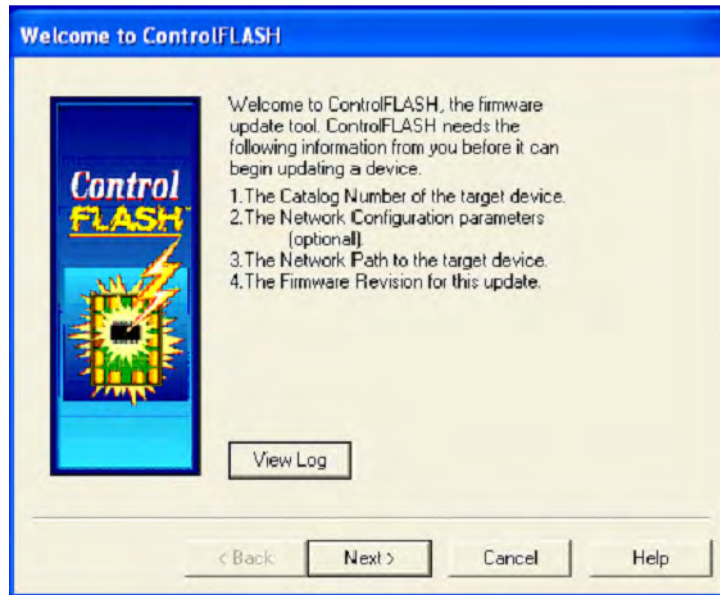 Welcome to ControlFLASH
Control
FLASH
Welcome to ControlFLASH, the firmware
update tool. ControlFLASH needs the
following information from you before it can
begin updating a device.
1.The Catalog Number of the target device.
2.The Network Configuration parameters
(optional).
3.The Network Path to the target device.
4.The Firmware Revision for this update.
View Log
< Back
Next >
Cancel
Help